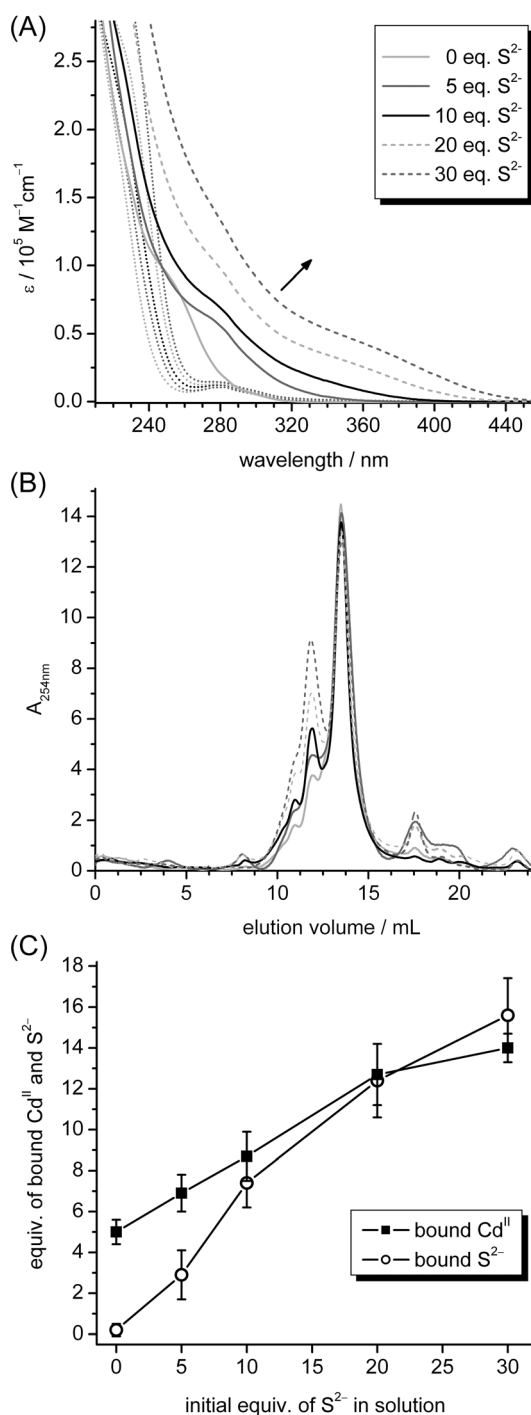 (A)
2.5
2.0
1.5
1.0
0.5
0.0
ε / 10⁵ M⁻¹cm⁻¹
0 eq. S²⁻
5 eq. S²⁻
10 eq. S²⁻
20 eq. S²⁻
30 eq. S²⁻
240 280 320 360 400 440
wavelength / nm
(B)
14
12
10
8
6
4
2
0
A254nm
0 5 10 15 20
elution volume / mL
(C)
18
16
14
12
10
8
6
4
2
0
equiv. of bound Cdᴵᴵ and S²⁻
bound Cdᴵᴵ
bound S²⁻
0 5 10 15 20 25 30
initial equiv. of S²⁻ in solution